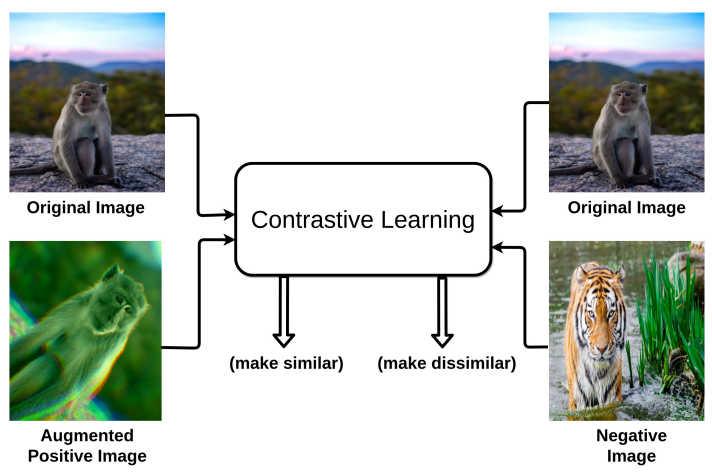 Original Image
Original Image
Contrastive Learning
(make similar)
(make dissimilar)
Augmented
Positive Image
Negative
Image